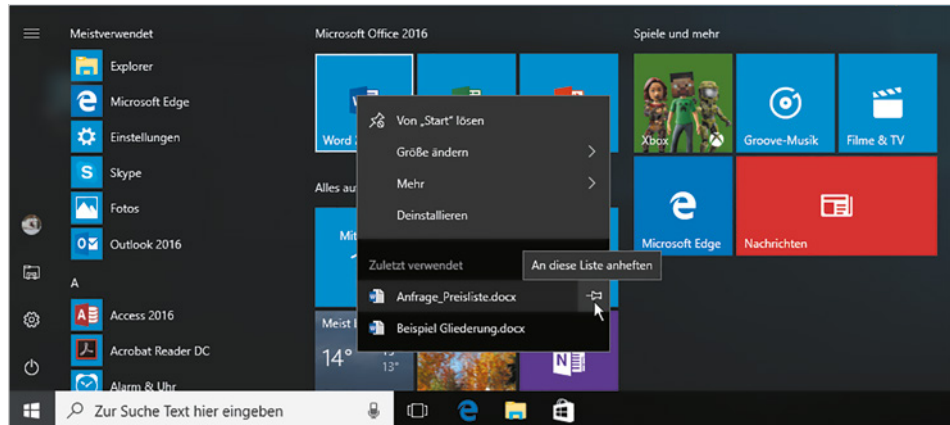 Meistverwendet
Explorer
Microsoft Edge
Einstellungen
Skype
Fotos
Outlook 2016
A
Access 2016
Acrobat Reader DC
Alarm & Uhr
Microsoft Office 2016
Word
Alles
Mit
Meist
14°
13°
Von „Start" lösen
Größe ändern
Mehr
Deinstallieren
Zuletzt verwendet
An diese Liste anheften
Anfrage_Preisliste.docx
Beispiel Gliederung.docx
Spiele und mehr
Xbox
Groove-Musik
Filme & TV
Microsoft Edge
Nachrichten
Zur Suche Text hier eingeben